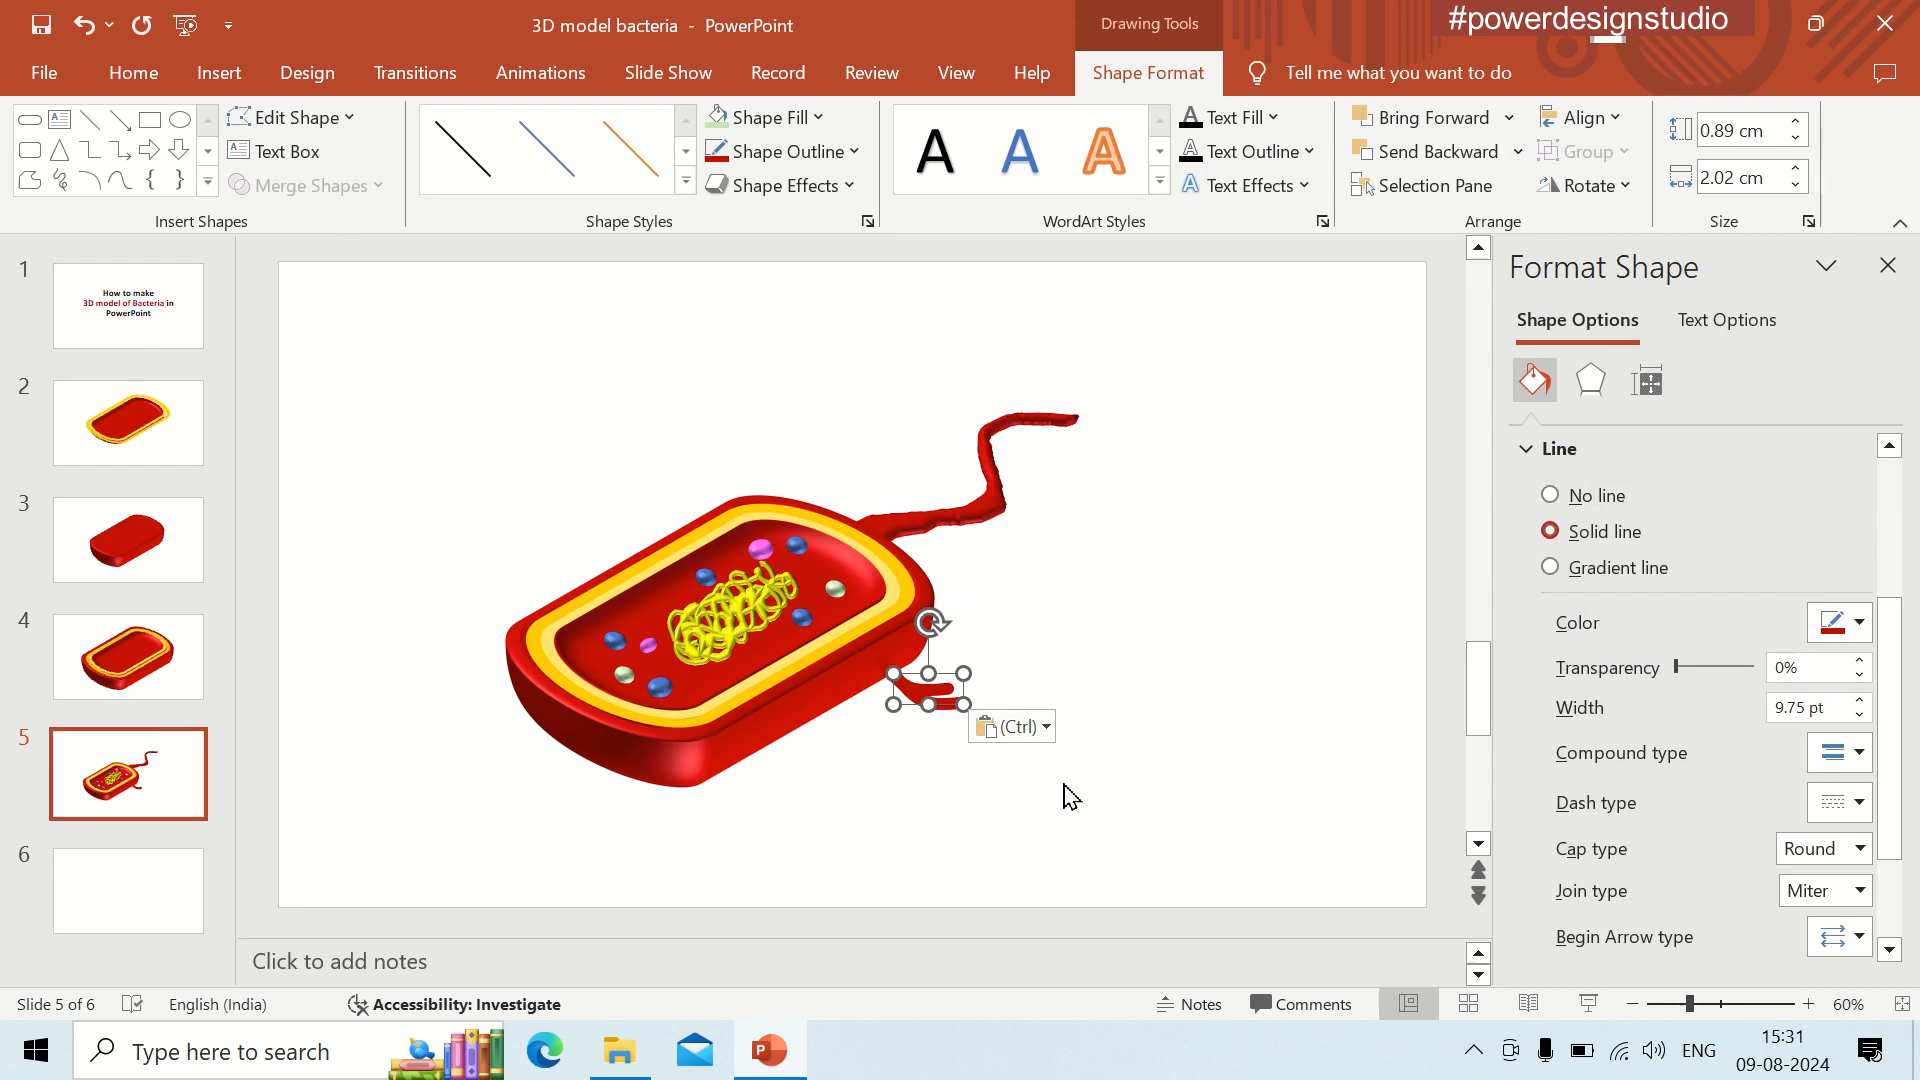 3D model bacteria - PowerPoint
Drawing Tools
#powerdesignstudio
File Home Insert Design Transitions Animations Slide Show Record Review View Help Shape Format Tell me what you want to do
Edit Shape
Text Box
Merge Shapes
Insert Shapes
Shape Fill
Shape Outline
Shape Effects
Shape Styles
A A A
Text Fill
Text Outline
Text Effects
WordArt Styles
Bring Forward
Send Backward
Selection Pane
Align
Group
Rotate
Arrange
0.89 cm
2.02 cm
Size
1
How to make
3D model of Bacteria in
PowerPoint
2
3
4
5
6
(Ctrl)
Click to add notes
Format Shape
Shape Options Text Options
Line
No line
Solid line
Gradient line
Color
Transparency 0%
Width 9.75 pt
Compound type
Dash type
Cap type Round
Join type Miter
Begin Arrow type
Slide 5 of 6 English (India) Accessibility: Investigate Notes Comments 60%
Type here to search
ENG
15:31
09-08-2024